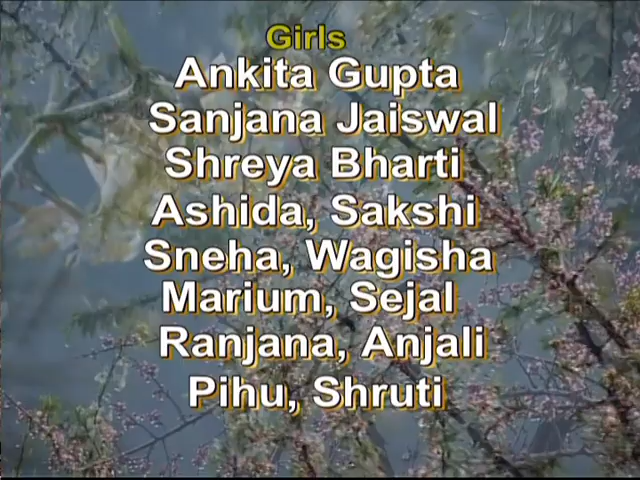 Girls
Ankita Gupta
Sanjana Jaiswal
Shreya Bharti
Ashida, Sakshi
Sneha, Wagisha
Marium, Sejal
Ranjana, Anjali
Pihu, Shruti